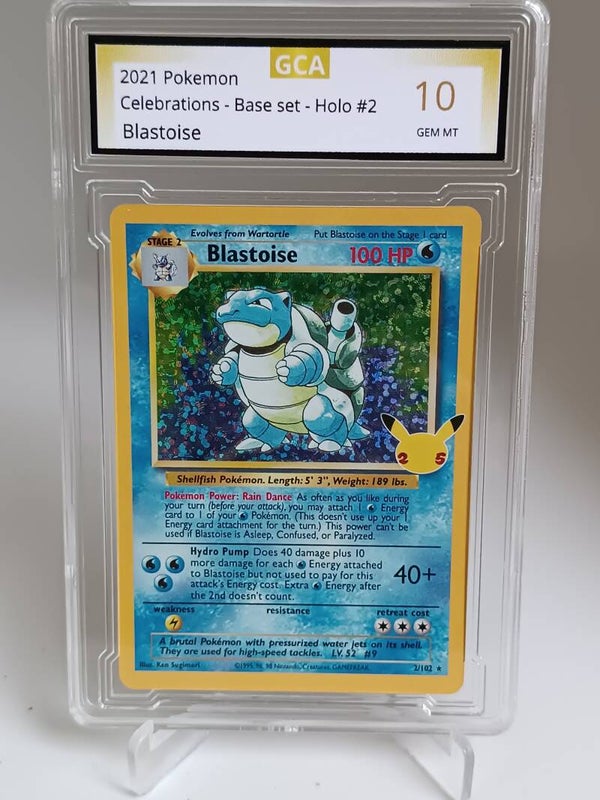 GCA
2021 Pokemon
Celebrations - Base set - Holo #2
Blastoise
10
GEM MT
Evolves from Wartortle
Put Blastoise on the Stage 1 card
STAGE 2
Blastoise
100 HP
25
Shellfish Pokémon. Length: 5' 3", Weight: 189 lbs.
Pokémon Power: Rain Dance As often as you like during
your turn (before your attack), you may attach 1 Energy
card to 1 of your Pokémon. (This doesn't use up your 1
Energy card attachment for the turn.) This power can't be
used if Blastoise is Asleep, Confused, or Paralyzed.
Hydro Pump Does 40 damage plus 10
more damage for each Energy attached
to Blastoise but not used to pay for this
attack's Energy cost. Extra Energy after
the 2nd doesn't count.
40+
weakness
resistance
retreat cost
A brutal Pokémon with pressurized water jets on its shell.
They are used for high-speed tackles. LV. 52 #9
Illus. Ken Sugimori
©1995, 96, 98 Nintendo, Creatures, GAMEFREAK.
2/102 ★